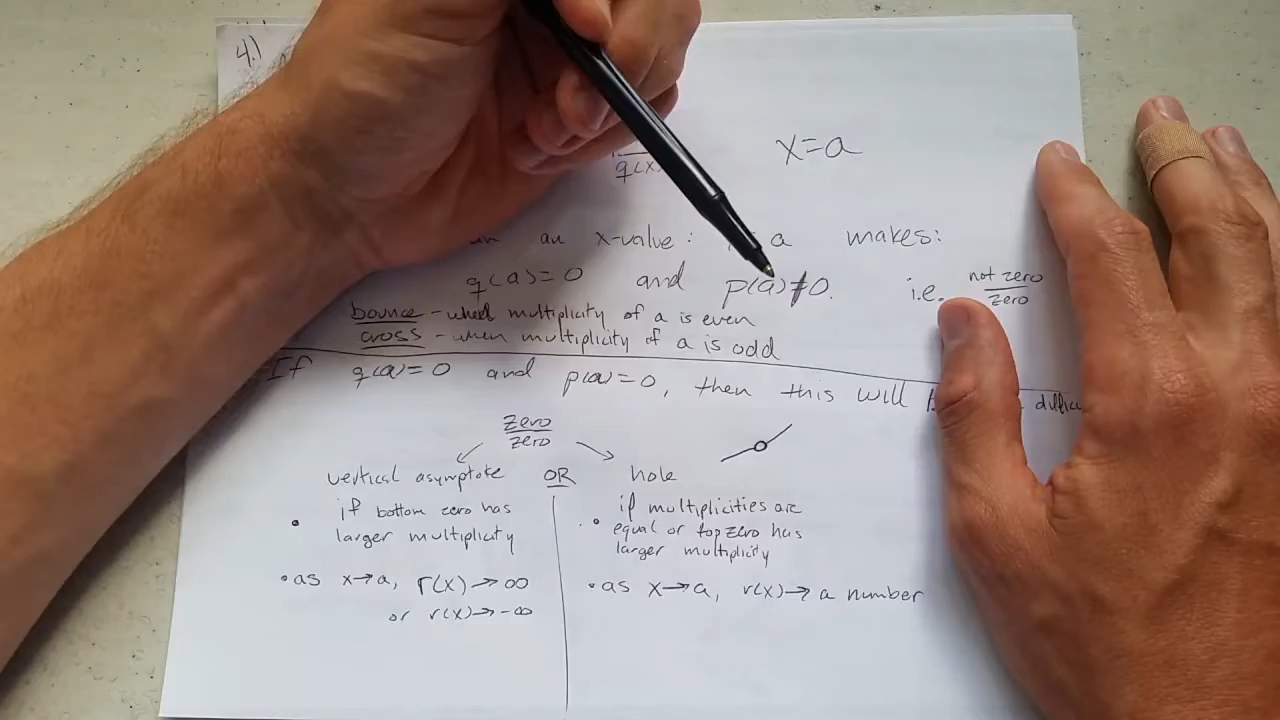 4.)
q(x)
x=a
an x-value: a makes:
q(a)=0 and p(a)≠0. i.e. not zero/zero
bounce - when multiplicity of a is even
cross - when multiplicity of a is odd
If q(a)=0 and p(a)=0, then this will
zero/zero
vertical asymptote OR hole
• if bottom zero has larger multiplicity
• if multiplicities are equal or top zero has larger multiplicity
• as x→a, r(x)→∞
or r(x)→-∞
• as x→a, r(x)→a number